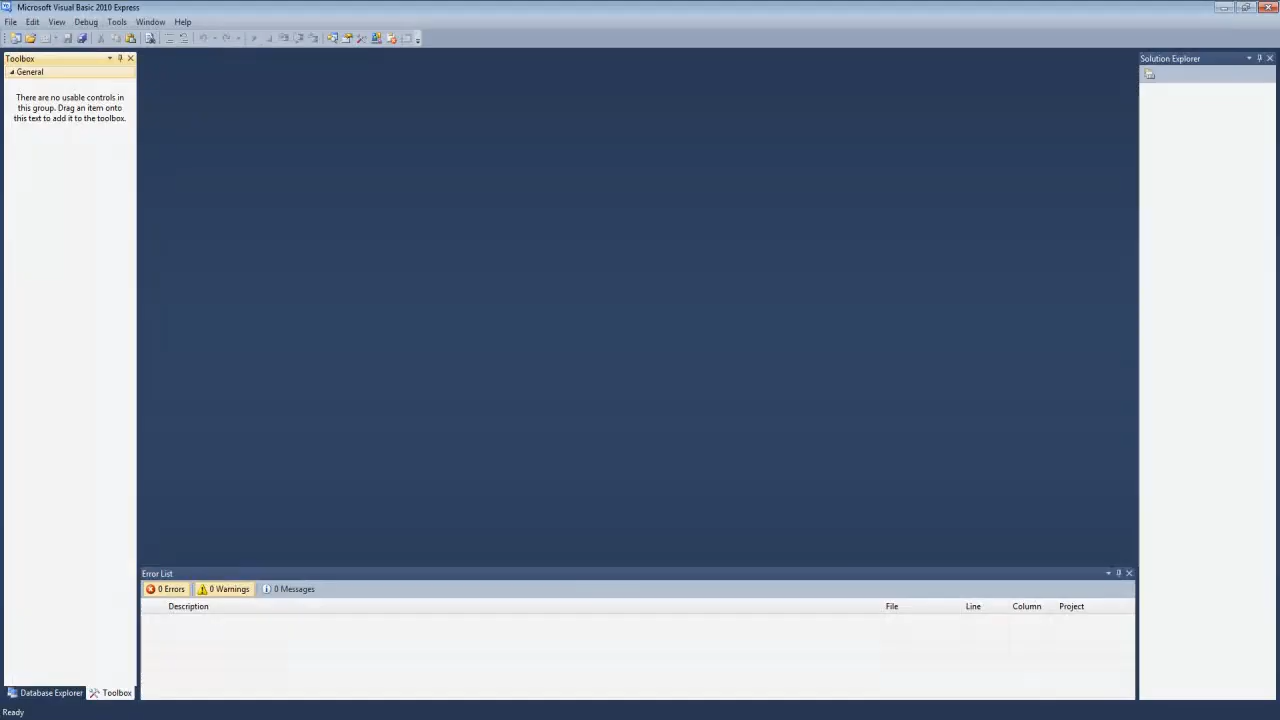 Microsoft Visual Basic 2010 Express
File Edit View Debug Tools Window Help
Toolbox
General
There are no usable controls in
this group. Drag an item onto
this text to add it to the toolbox.
Solution Explorer
Error List
0 Errors 0 Warnings 0 Messages
Description File Line Column Project
Database Explorer Toolbox
Ready